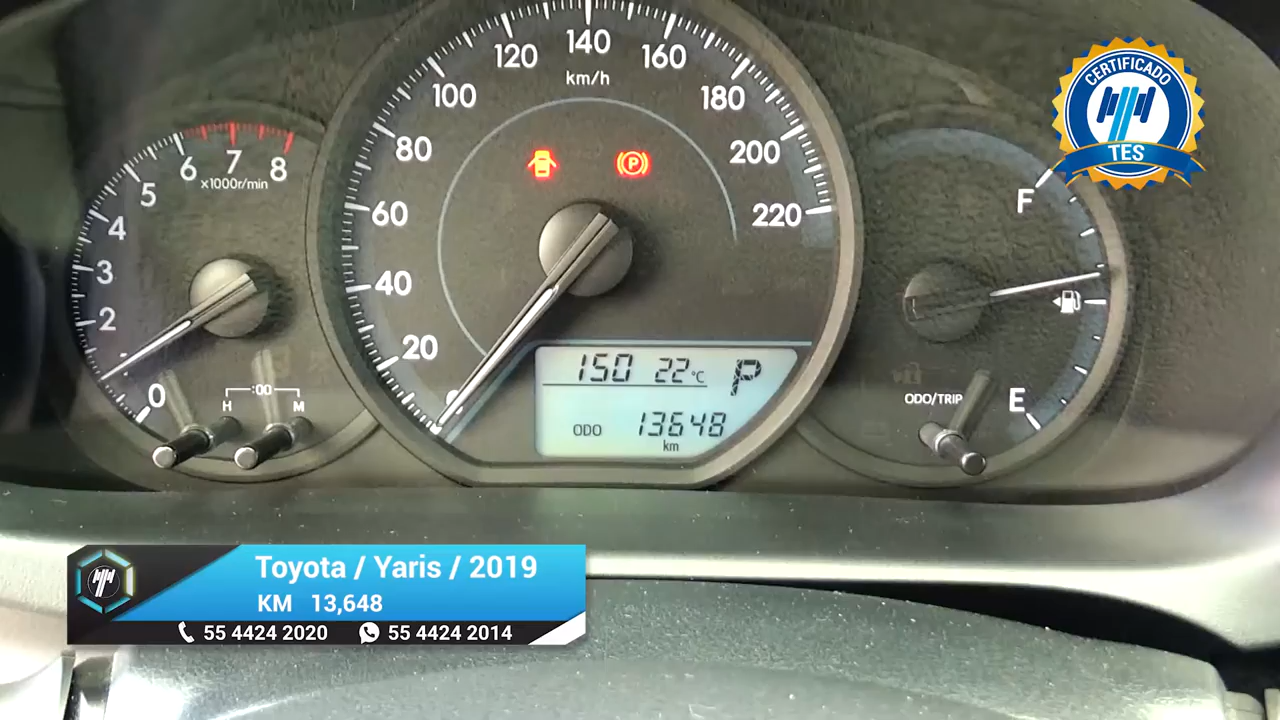 140
120
160
km/h
100
180
80
200
60
220
40
20
0
6
7
8
x1000r/min
5
4
3
2
0
:00
H
M
150 22°C P
ODO 13648
km
F
E
ODO/TRIP
P
CERTIFICADO
TES
Toyota / Yaris / 2019
KM 13,648
55 4424 2020 55 4424 2014